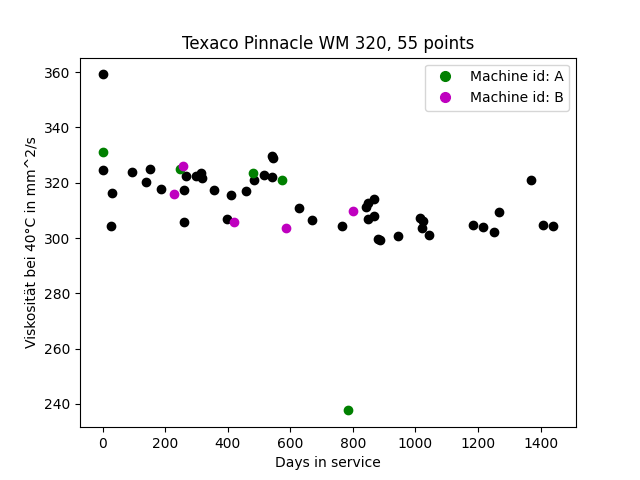 Texaco Pinnacle WM 320, 55 points
Machine id: A
Machine id: B
360
340
320
300
280
260
240
Viskosität bei 40°C in mm^2/s
0 200 400 600 800 1000 1200 1400
Days in service